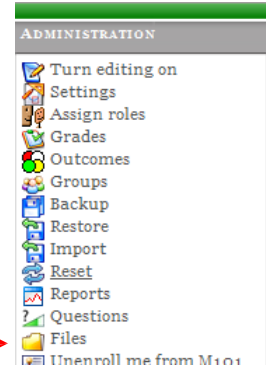 ADMINISTRATION
Turn editing on
Settings
Assign roles
Grades
Outcomes
Groups
Backup
Restore
Import
Reset
Reports
Questions
Files
Unenroll me from M101